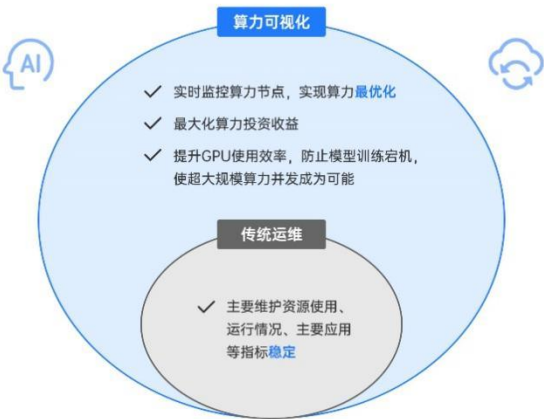 算力可视化
AI
实时监控算力节点，实现算力最优化
最大化算力投资收益
提升GPU使用效率，防止模型训练宕机，
使超大规模算力并发成为可能
传统运维
主要维护资源使用、
运行情况、主要应用
等指标稳定